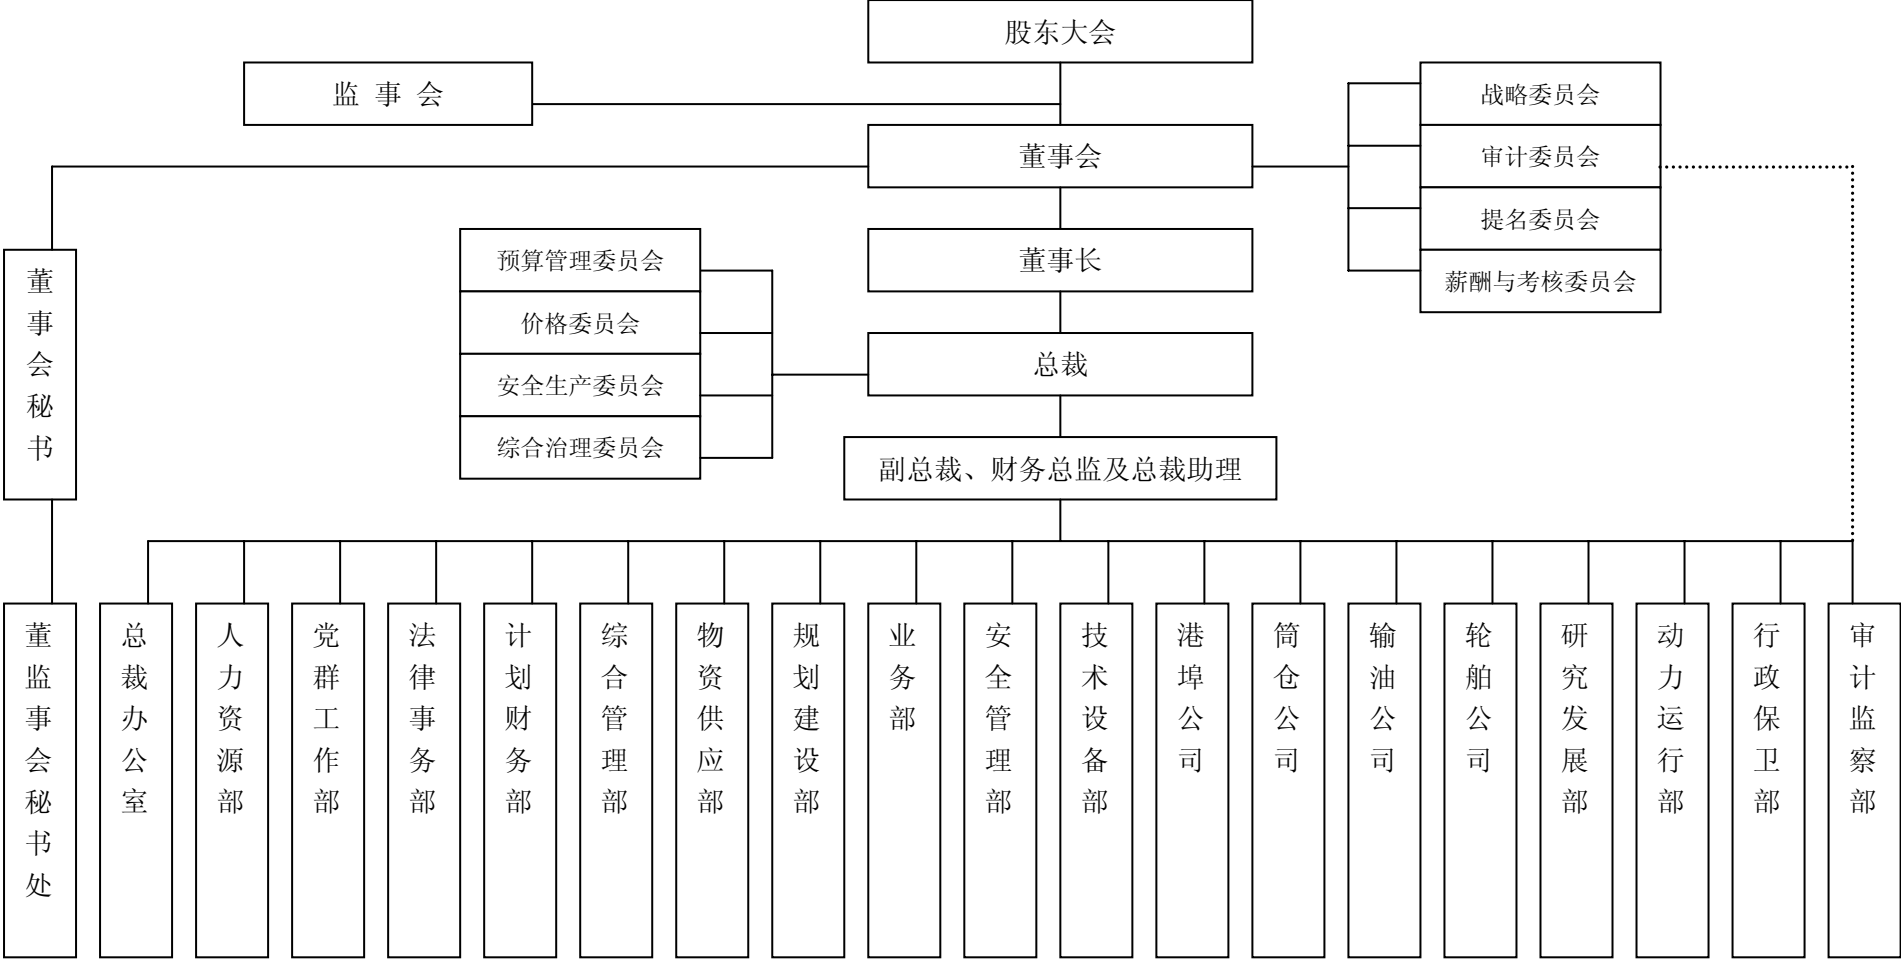 股东大会
监 事 会
战略委员会
董事会
审计委员会
提名委员会
预算管理委员会
董事长
薪酬与考核委员会
董事会秘书
价格委员会
总裁
安全生产委员会
综合治理委员会
副总裁、财务总监及总裁助理
董监事会秘书处
总裁办公室
人力资源部
党群工作部
法律事务部
计划财务部
综合管理部
物资供应部
规划建设部
业务部
安全管理部
技术设备部
港埠公司
筒仓公司
输油公司
轮舶公司
研究发展部
动力运行部
行政保卫部
审计监察部